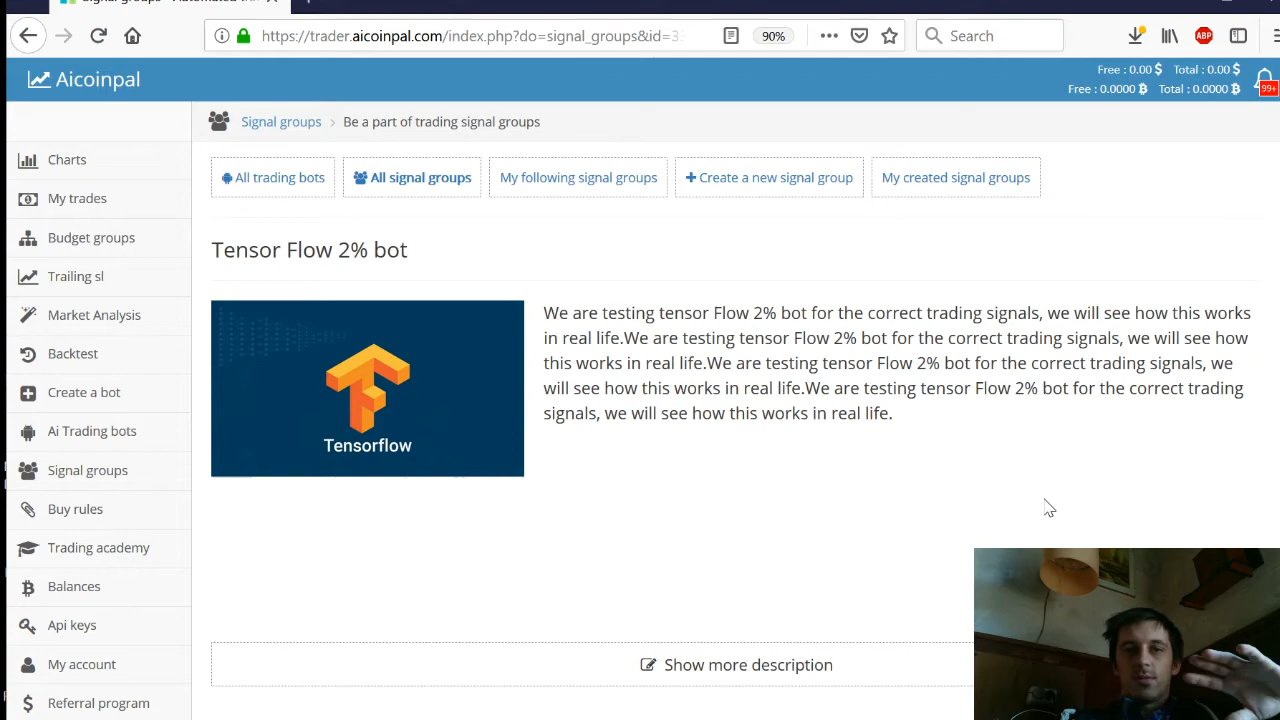 https://trader.aicoinpal.com/index.php?do=signal_groups&id=3
90%
Search
ABP
Aicoinpal
Free : 0.00 $ Total : 0.00 $
Free : 0.0000 Total : 0.0000
99+
Signal groups > Be a part of trading signal groups
Charts
My trades
Budget groups
Trailing sl
Market Analysis
Backtest
Create a bot
Ai Trading bots
Signal groups
Buy rules
Trading academy
Balances
Api keys
My account
Referral program
All trading bots
All signal groups
My following signal groups
Create a new signal group
My created signal groups
Tensor Flow 2% bot
Tensorflow
We are testing tensor Flow 2% bot for the correct trading signals, we will see how this works
in real life.We are testing tensor Flow 2% bot for the correct trading signals, we will see how
this works in real life.We are testing tensor Flow 2% bot for the correct trading signals, we
will see how this works in real life.We are testing tensor Flow 2% bot for the correct trading
signals, we will see how this works in real life.
Show more description